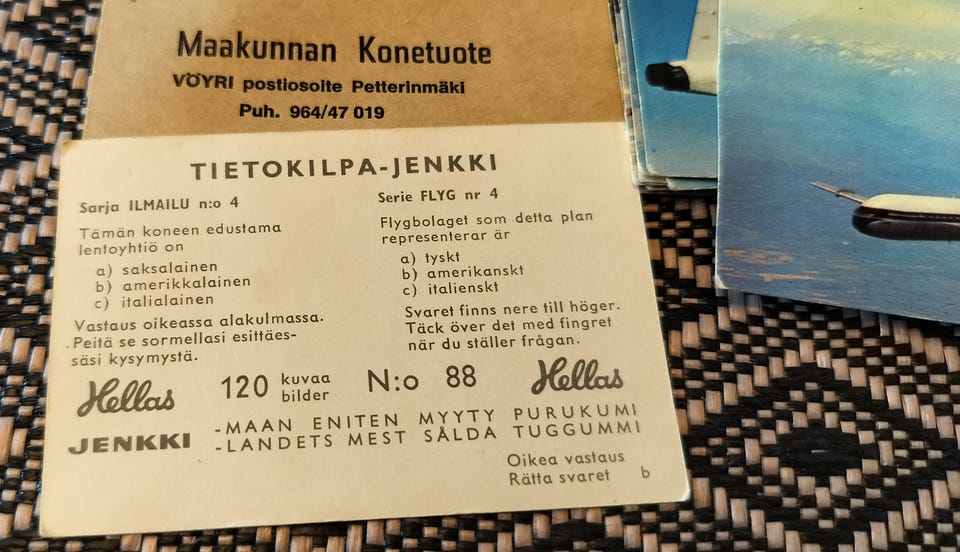 Maakunnan Konetuote
VÖYRI postiosoite Petterinmäki
Puh. 964/47 019
TIETOKILPA-JENKKI
Sarja ILMAILU n:o 4
Tämän koneen edustama
lentoyhtiö on
a) saksalainen
b) amerikkalainen
c) italialainen
Vastaus oikeassa alakulmassa.
Peitä se sormellasi esittäes-
säsi kysymystä.
Serie FLYG nr 4
Flygbolaget som detta plan
representerar är
a) tyskt
b) amerikanskt
c) italienskt
Svaret finns nere till höger.
Täck över det med fingret
när du ställer frågan.
Hellas 120 kuvaa bilder N:o 88 Hellas
JENKKI
-MAAN ENITEN MYYTY PURUKUMI
-LANDETS MEST SÅLDA TUGGUMMI
Oikea vastaus
Rätta svaret b